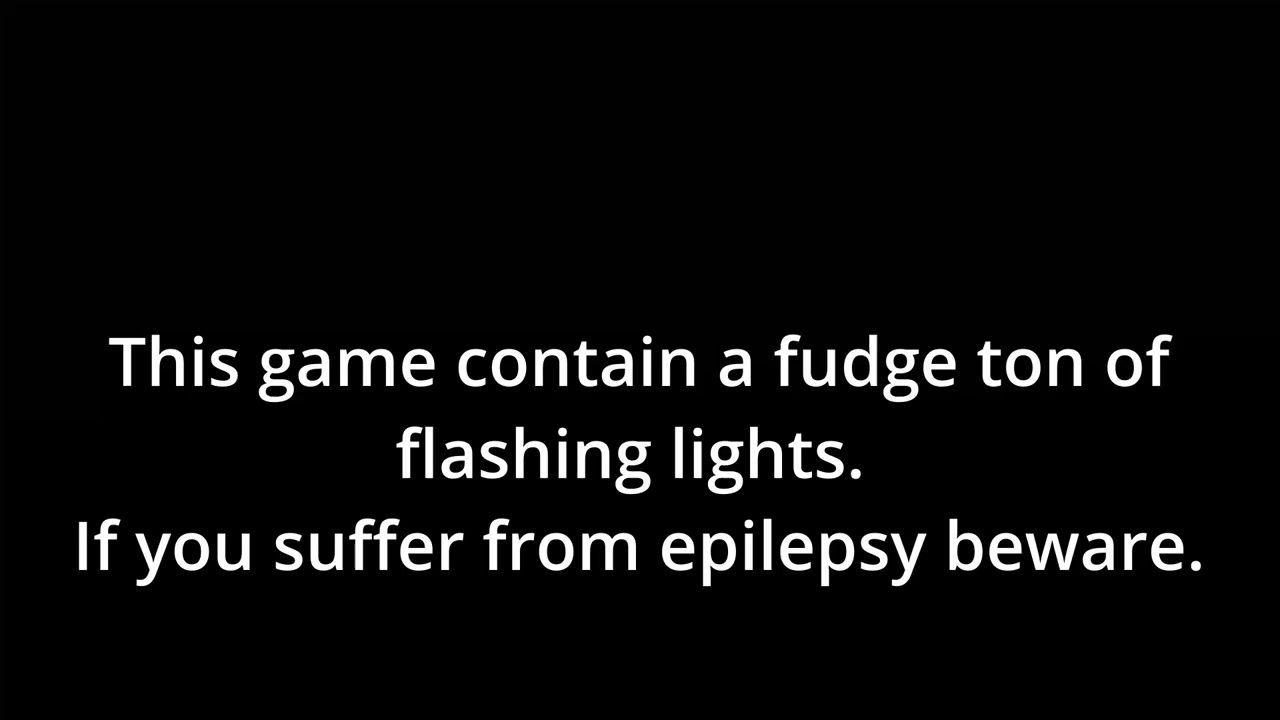 This game contain a fudge ton of
flashing lights.
If you suffer from epilepsy beware.